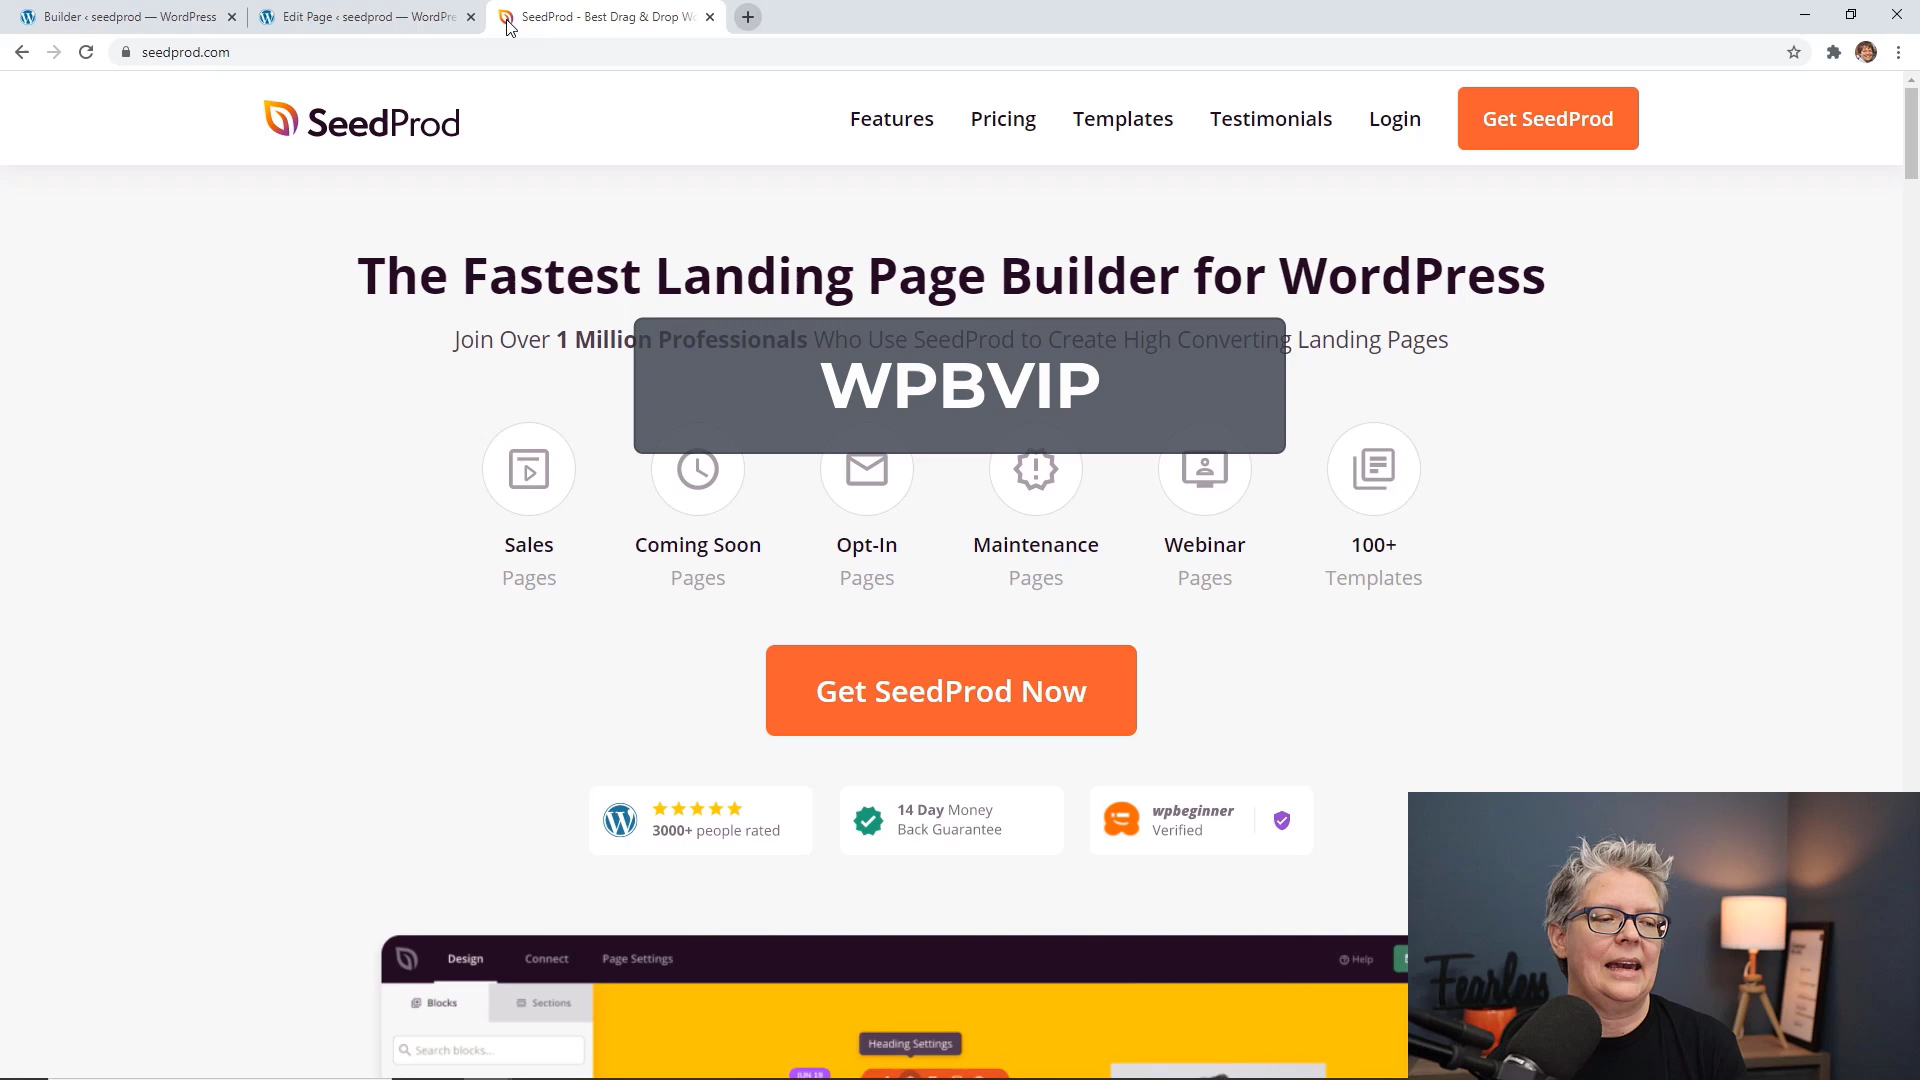 Builder ‹ seedprod — WordPress
Edit Page ‹ seedprod — WordPre
SeedProd - Best Drag & Drop Wo
seedprod.com
SeedProd
Features
Pricing
Templates
Testimonials
Login
Get SeedProd
The Fastest Landing Page Builder for WordPress
Join Over 1 Million Professionals Who Use SeedProd to Create High Converting Landing Pages
WPBVIP
Sales
Pages
Coming Soon
Pages
Opt-In
Pages
Maintenance
Pages
Webinar
Pages
100+
Templates
Get SeedProd Now
3000+ people rated
14 Day Money
Back Guarantee
wpbeginner
Verified
Design
Connect
Page Settings
Help
Blocks
Sections
Search blocks...
Heading Settings
JUN 19
Fearless